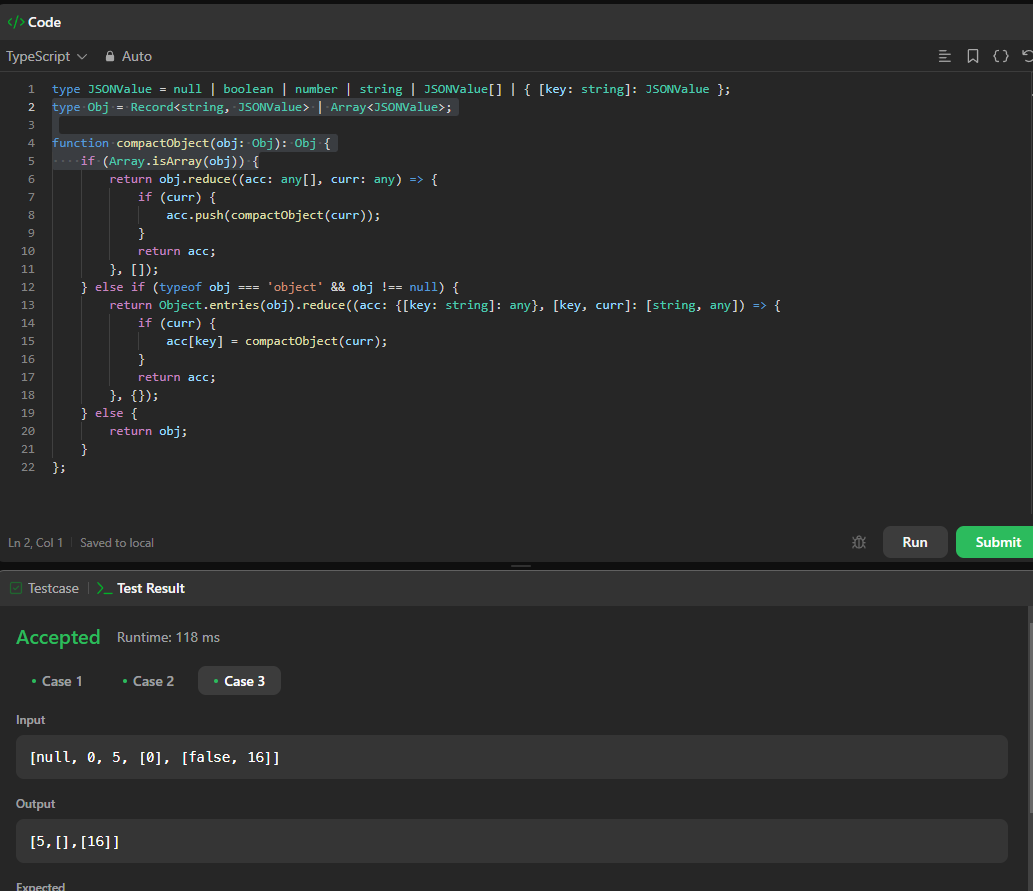 </> Code
TypeScript Auto
1 type JSONValue = null | boolean | number | string | JSONValue[] | { [key: string]: JSONValue };
2 type Obj = Record<string, JSONValue> | Array<JSONValue>;
3
4 function compactObject(obj: Obj): Obj {
5     if (Array.isArray(obj)) {
6         return obj.reduce((acc: any[], curr: any) => {
7             if (curr) {
8                 acc.push(compactObject(curr));
9             }
10             return acc;
11         }, []);
12     } else if (typeof obj === 'object' && obj !== null) {
13         return Object.entries(obj).reduce((acc: {[key: string]: any}, [key, curr]: [string, any]) => {
14             if (curr) {
15                 acc[key] = compactObject(curr);
16             }
17             return acc;
18         }, {});
19     } else {
20         return obj;
21     }
22 };
Ln 2, Col 1 | Saved to local Run Submit
Testcase | >_ Test Result
Accepted Runtime: 118 ms
• Case 1 • Case 2 • Case 3
Input
[null, 0, 5, [0], [false, 16]]
Output
[5,[],[16]]
Expected